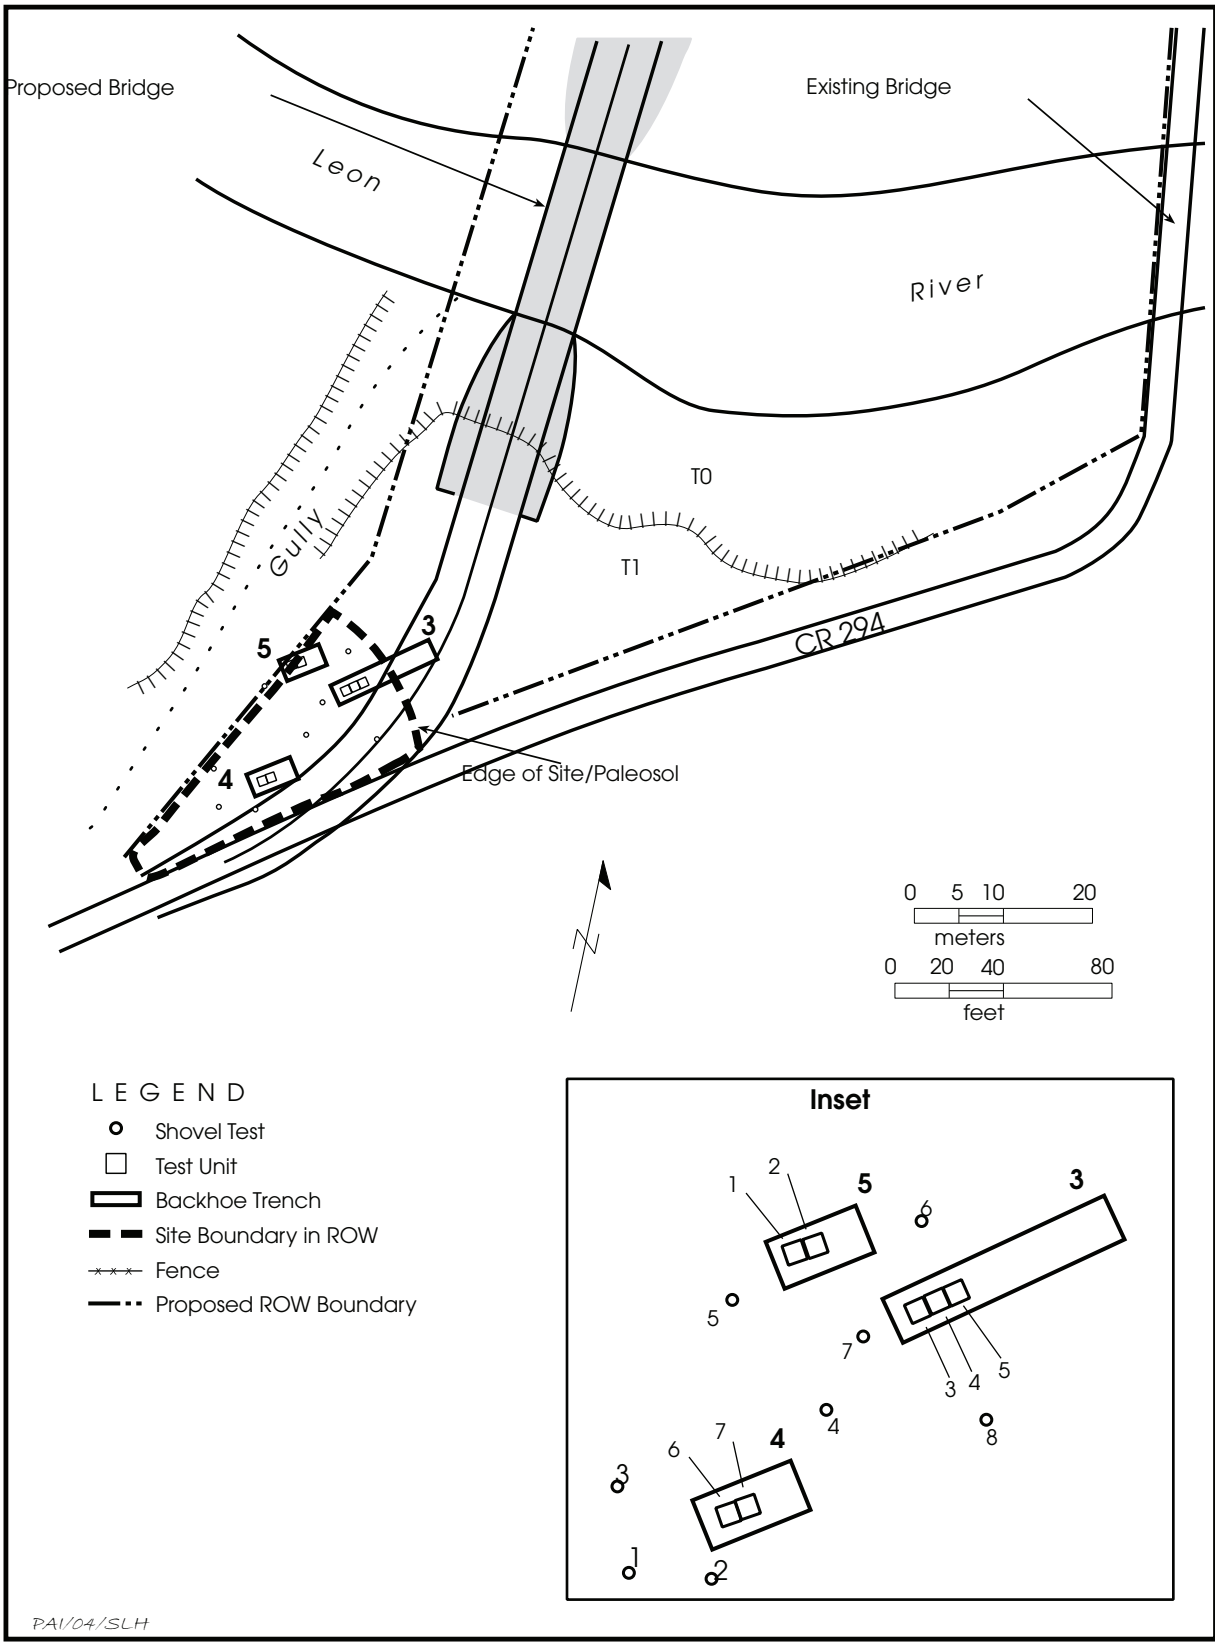 Proposed Bridge
Existing Bridge
Leon
River
T0
Gully
T1
3
CR 294
5
4
Edge of Site/Paleosol
0 5 10 20
meters
N
0 20 40 80
feet
LEGEND
Shovel Test
Test Unit
Backhoe Trench
Site Boundary in ROW
Fence
Proposed ROW Boundary
Inset
2
1
5
3
6
5
7
5
4
3
4
8
7
4
6
3
1
2
PAI/04/SLH